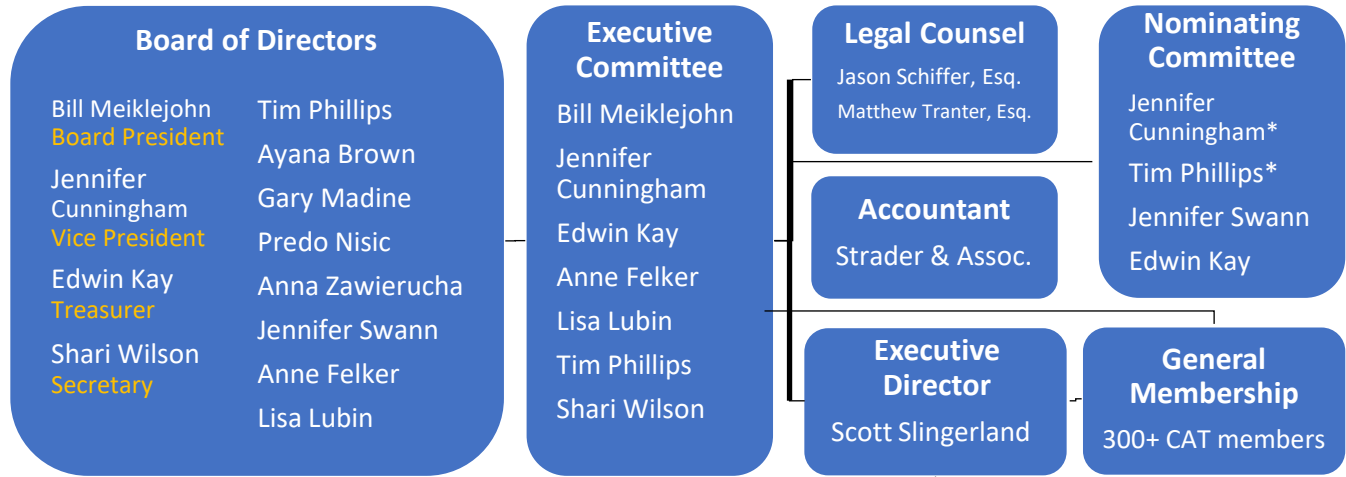 Board of Directors
Bill Meiklejohn
Board President
Jennifer
Cunningham
Vice President
Edwin Kay
Treasurer
Shari Wilson
Secretary
Tim Phillips
Ayana Brown
Gary Madine
Predo Nisic
Anna Zawierucha
Jennifer Swann
Anne Felker
Lisa Lubin
Executive
Committee
Bill Meiklejohn
Jennifer
Cunningham
Edwin Kay
Anne Felker
Lisa Lubin
Tim Phillips
Shari Wilson
Legal Counsel
Jason Schiffer, Esq.
Matthew Tranter, Esq.
Accountant
Strader & Assoc.
Executive
Director
Scott Slingerland
Nominating
Committee
Jennifer
Cunningham*
Tim Phillips*
Jennifer Swann
Edwin Kay
General
Membership
300+ CAT members